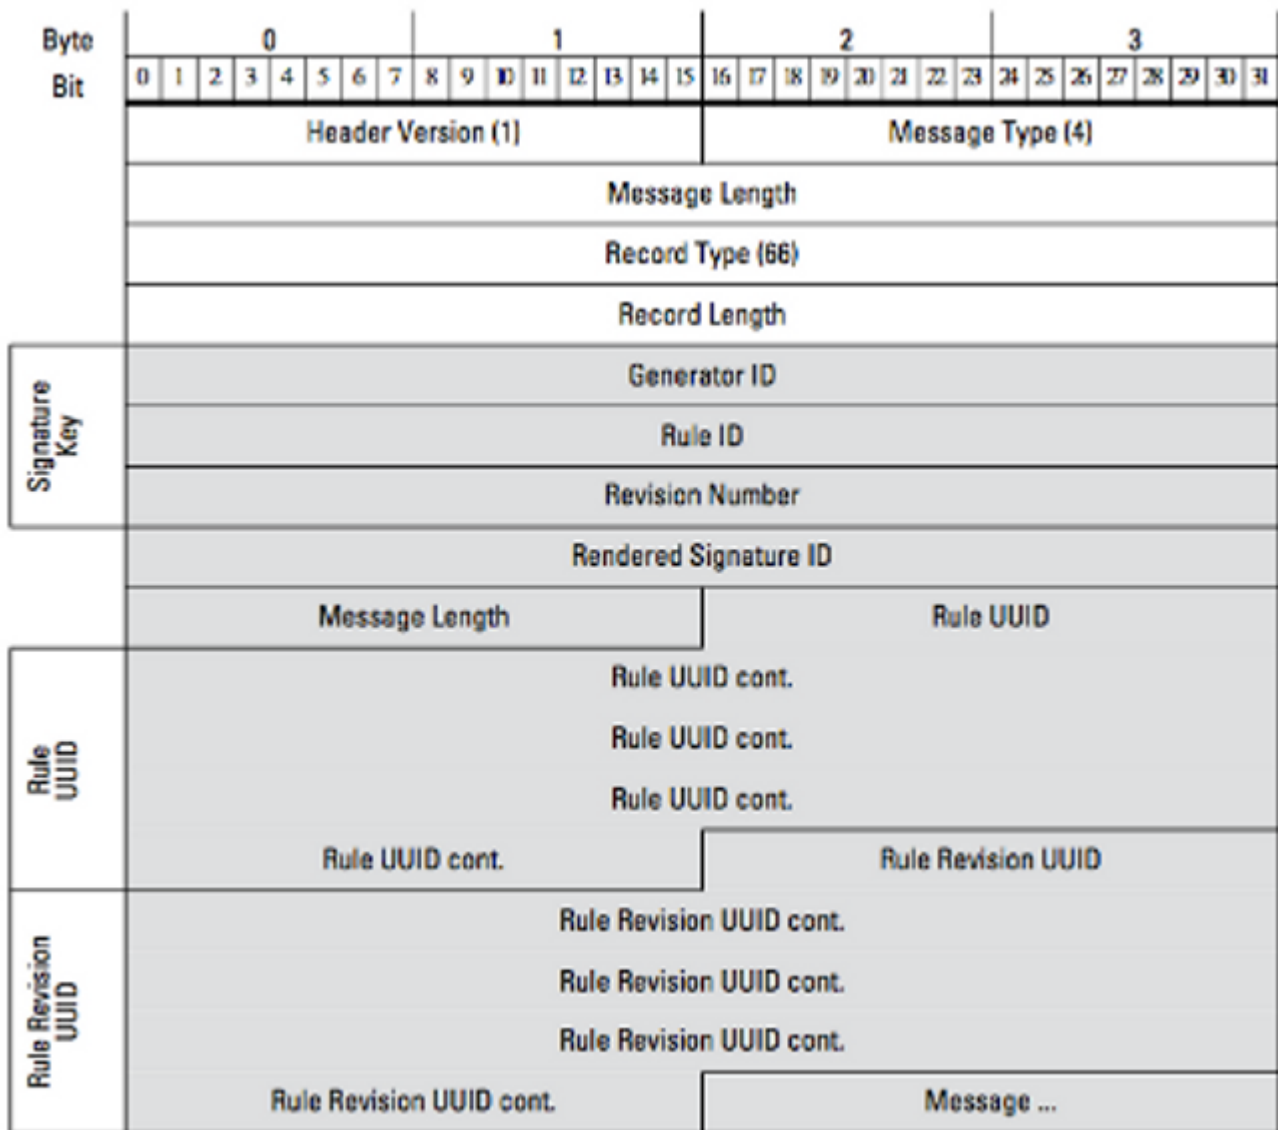 Byte 0 1 2 3
Bit 0 1 2 3 4 5 6 7 8 9 10 11 12 13 14 15 16 17 18 19 20 21 22 23 24 25 26 27 28 29 30 31
Header Version (1) Message Type (4)
Message Length
Record Type (66)
Record Length
Signature
Key
Generator ID
Rule ID
Revision Number
Rendered Signature ID
Message Length Rule UUID
Rule
UUID
Rule UUID cont.
Rule UUID cont.
Rule UUID cont.
Rule UUID cont. Rule Revision UUID
Rule Revision
UUID
Rule Revision UUID cont.
Rule Revision UUID cont.
Rule Revision UUID cont.
Rule Revision UUID cont. Message ...